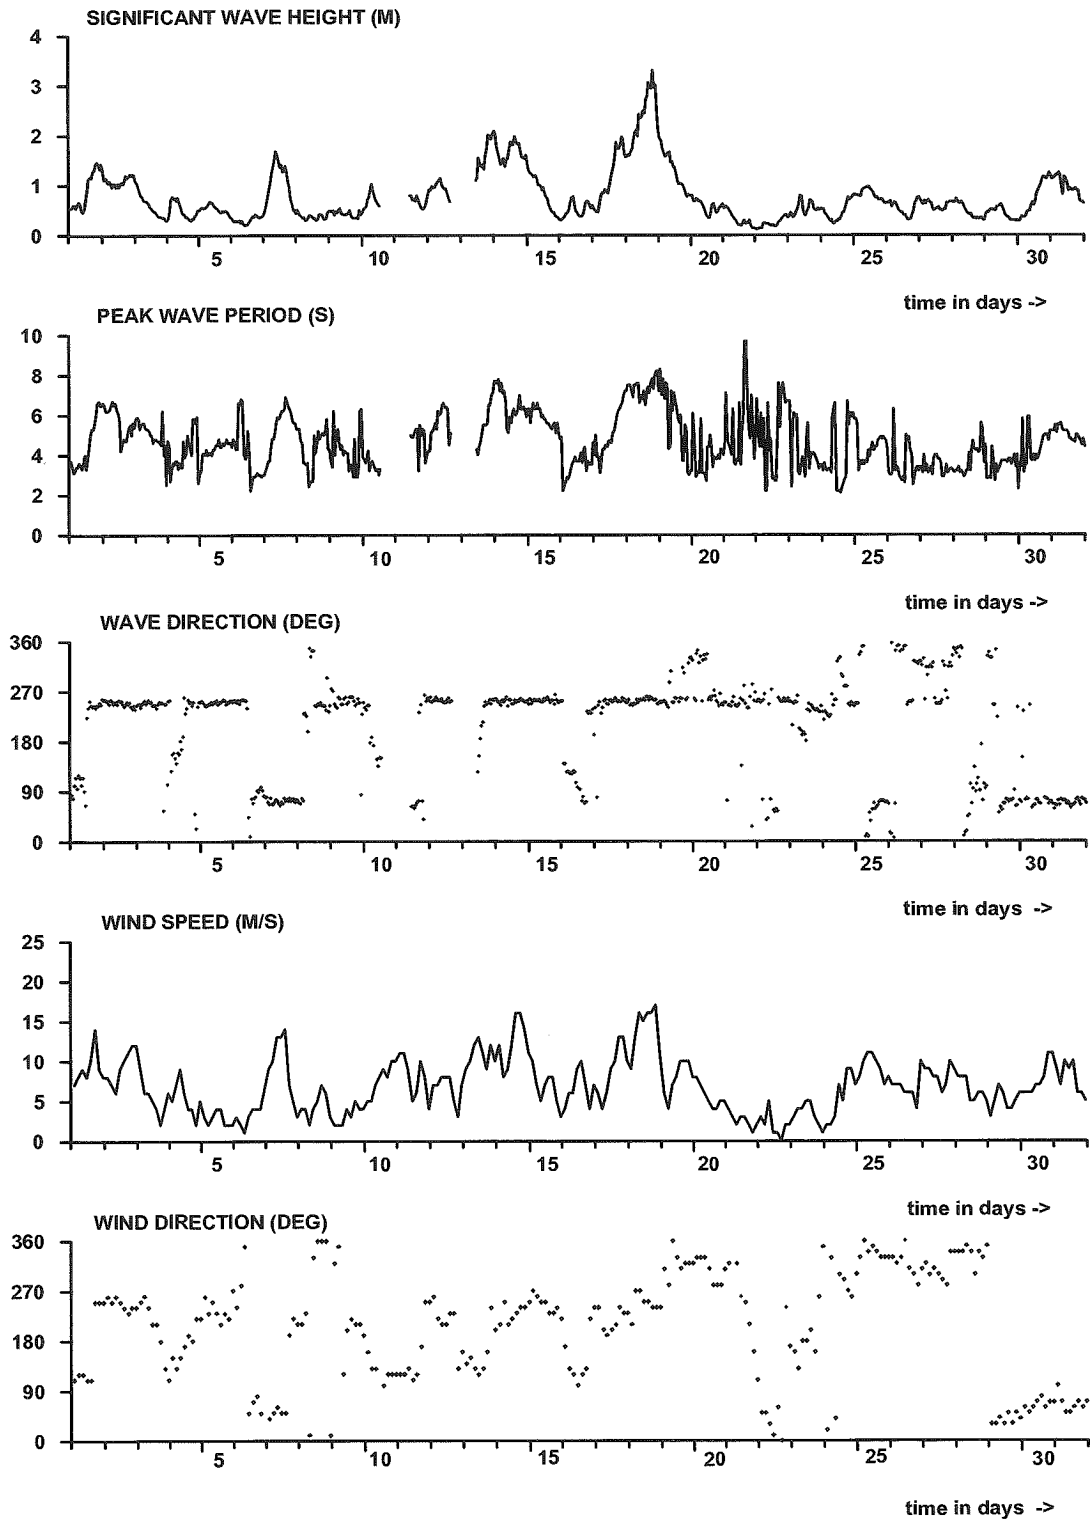 SIGNIFICANT WAVE HEIGHT (M)
4
3
2
1
0
5 10 15 20 25 30
time in days ->
PEAK WAVE PERIOD (S)
10
8
6
4
2
0
5 10 15 20 25 30
time in days ->
WAVE DIRECTION (DEG)
360
270
180
90
0
5 10 15 20 25 30
time in days ->
WIND SPEED (M/S)
25
20
15
10
5
0
5 10 15 20 25 30
time in days ->
WIND DIRECTION (DEG)
360
270
180
90
0
5 10 15 20 25 30
time in days ->